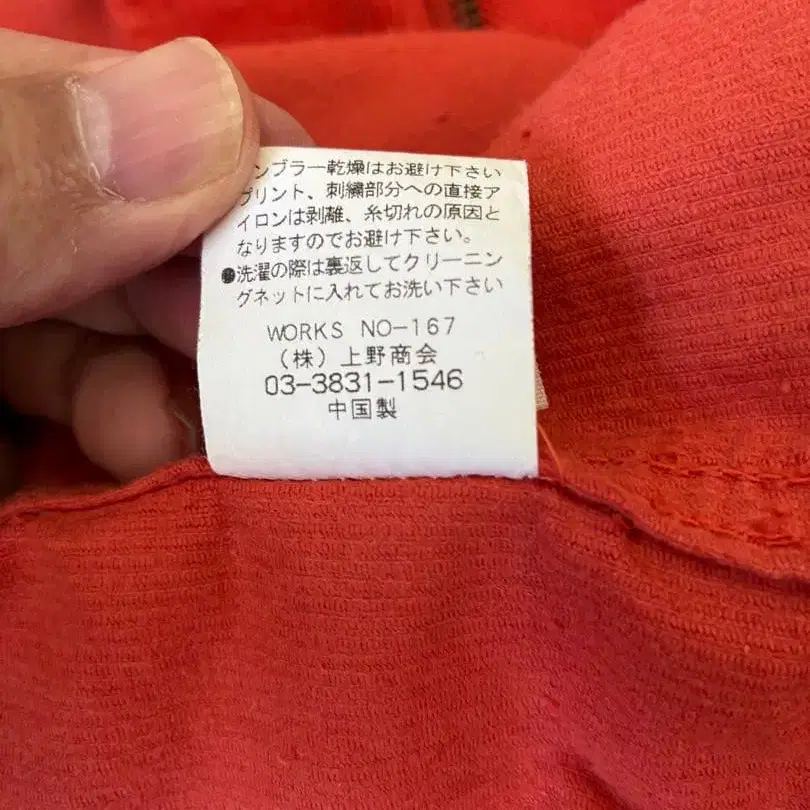 ンブラー乾燥はお避け下さい
プリント、刺繍部分への直接ア
イロンは剥離、糸切れの原因と
なりますのでお避け下さい。
●洗濯の際は裏返してクリーニン
グネットに入れてお洗い下さい
WORKS NO-167
(株)上野商会
03-3831-1546
中国製